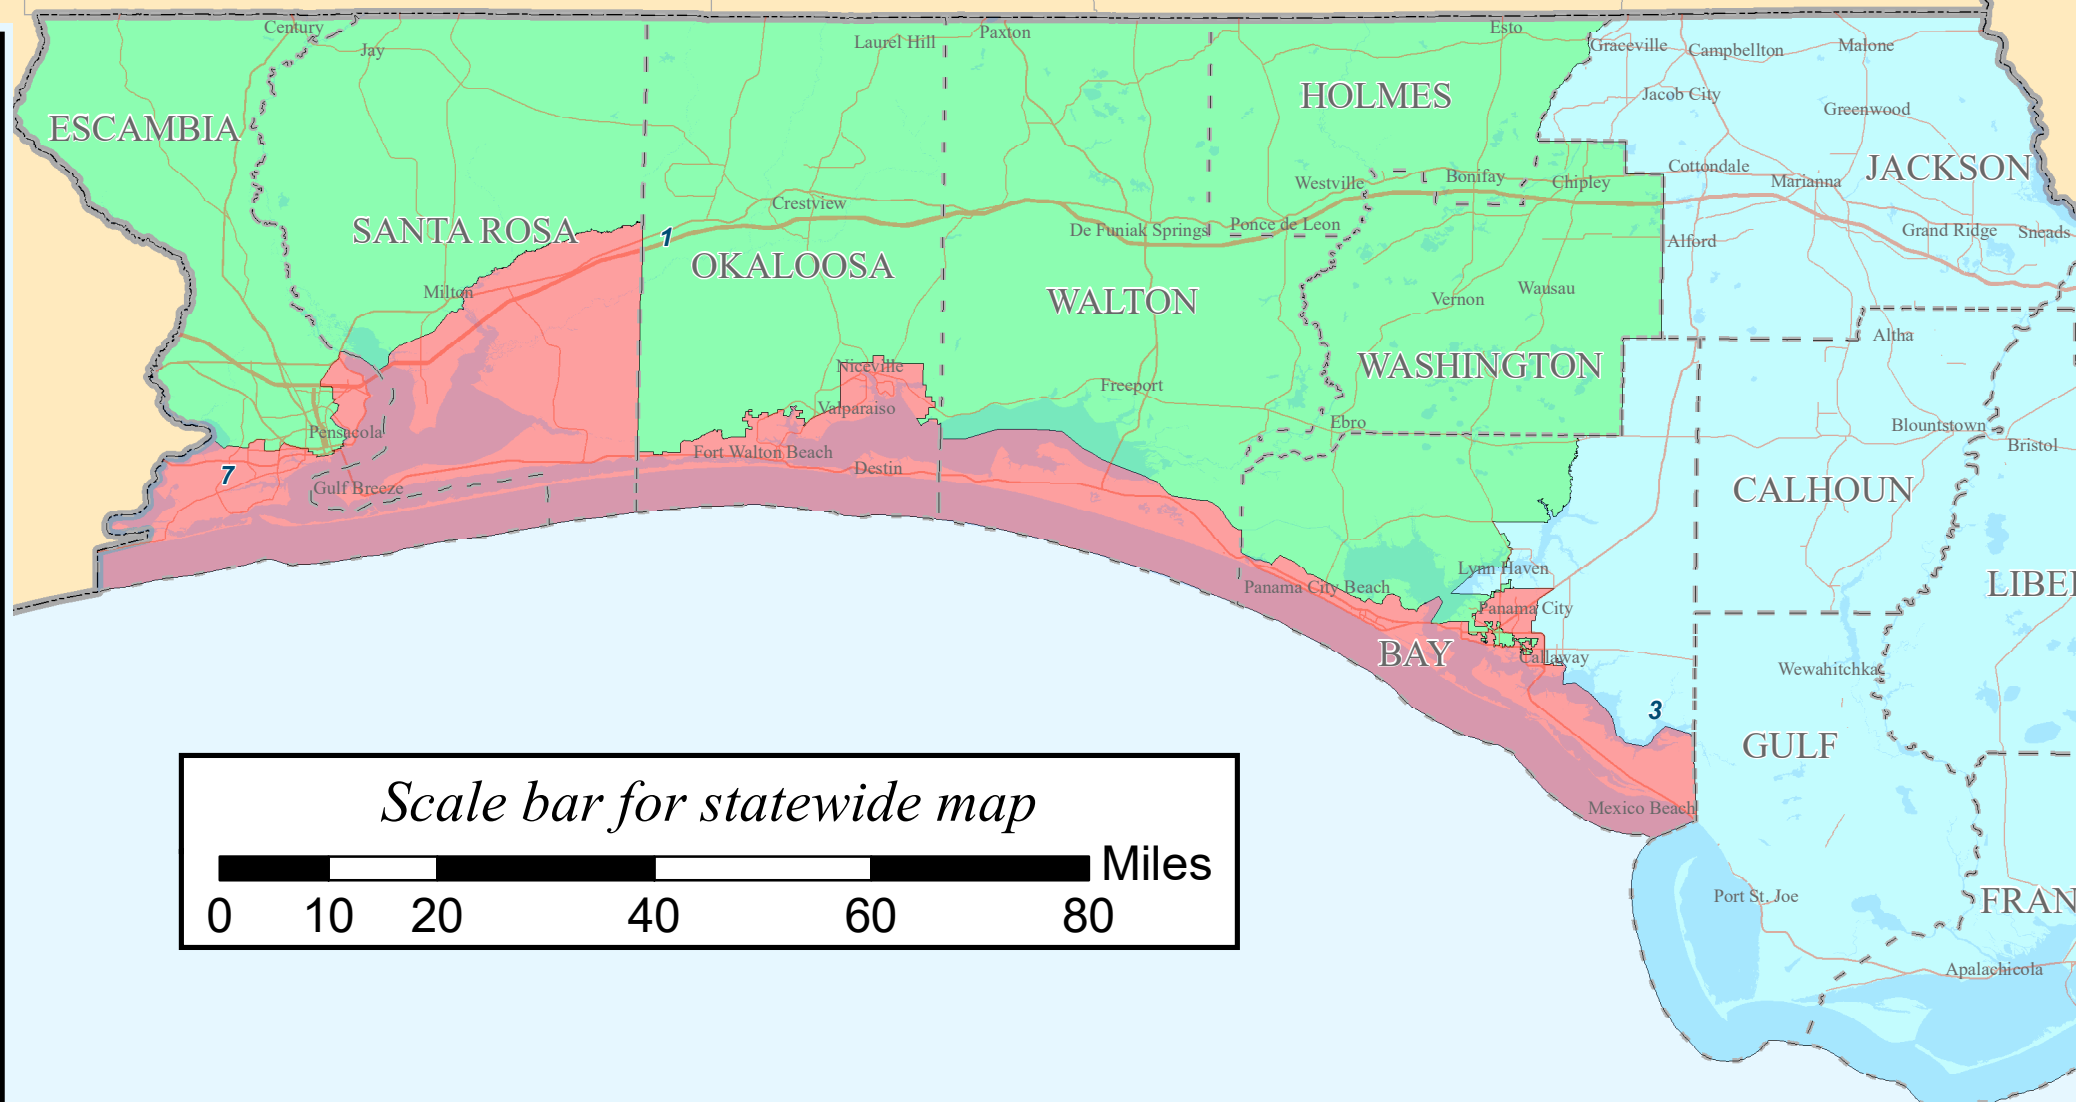 Century
Jay
Laurel Hill
Paxton
Esto
Graceville
Campbellton
Malone
HOLMES
Jacob City
Greenwood
ESCAMBIA
Cottondale
JACKSON
Westville
Bonifay
Chipley
Marianna
Crestview
SANTA ROSA
1
De Funiak Springs
Ponce de Leon
Alford
Grand Ridge
Sneads
OKALOOSA
Milton
WALTON
Vernon
Wausau
Altha
Niceville
WASHINGTON
Freeport
Valparaiso
Ebro
Blountstown
Pensacola
Bristol
Fort Walton Beach
Destin
7
Gulf Breeze
CALHOUN
Lynn Haven
Panama City Beach
LIBE
Panama City
BAY
Callaway
Wewahitchka
3
GULF
Scale bar for statewide map
Mexico Beach
Miles
0 10 20 40 60 80
Port St. Joe
FRAN
Apalachicola